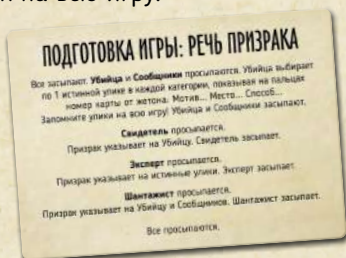 на всю игру.
ПОДГОТОВКА ИГРЫ: РЕЧЬ ПРИЗРАКА
Все засыпают. Убийца и Сообщники просыпаются. Убийца выбирает
по 1 истинной улике в каждой категории, показывая на пальцах
номер карты от жетона. Мотив... Место... Способ...
Запомните улики на всю игру! Убийца и Сообщники засыпают.
Свидетель просыпается.
Призрак указывает на Убийцу. Свидетель засыпает.
Эксперт просыпается.
Призрак указывает на истинные улики. Эксперт засыпает.
Шантажист просыпается.
Призрак указывает на Убийцу и Сообщников. Шантажист засыпает.
Все просыпаются.